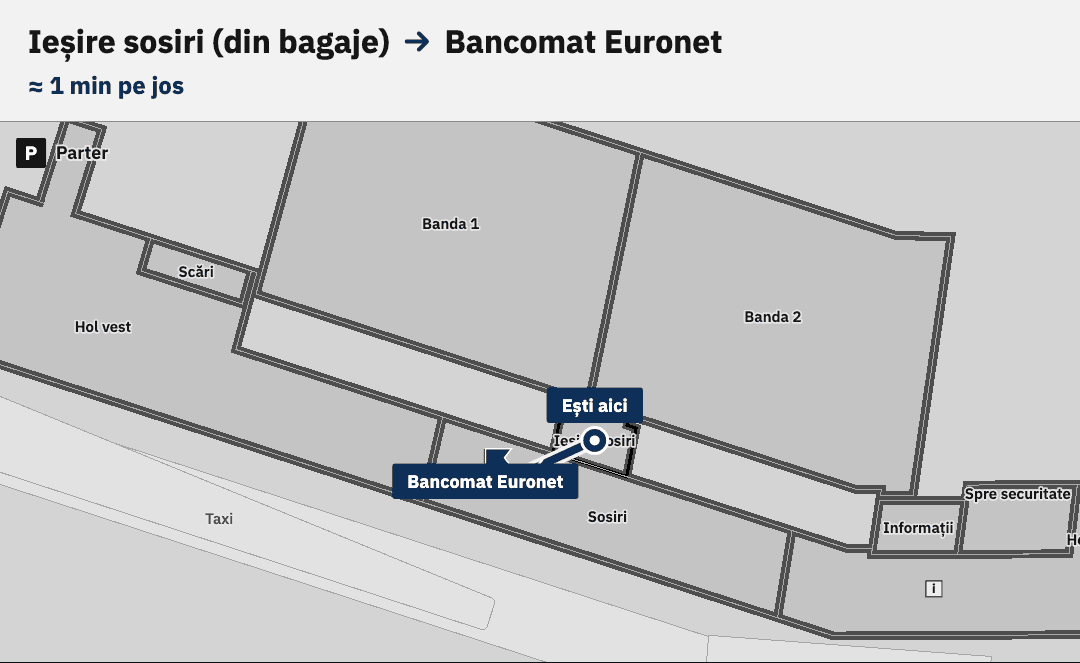 Ieșire sosiri (din bagaje) → Bancomat Euronet
≈ 1 min pe jos
P Parter
Banda 1
Scări
Banda 2
Hol vest
Ești aici
Bancomat Euronet
Spre securitate
Taxi
Sosiri
Informații
i